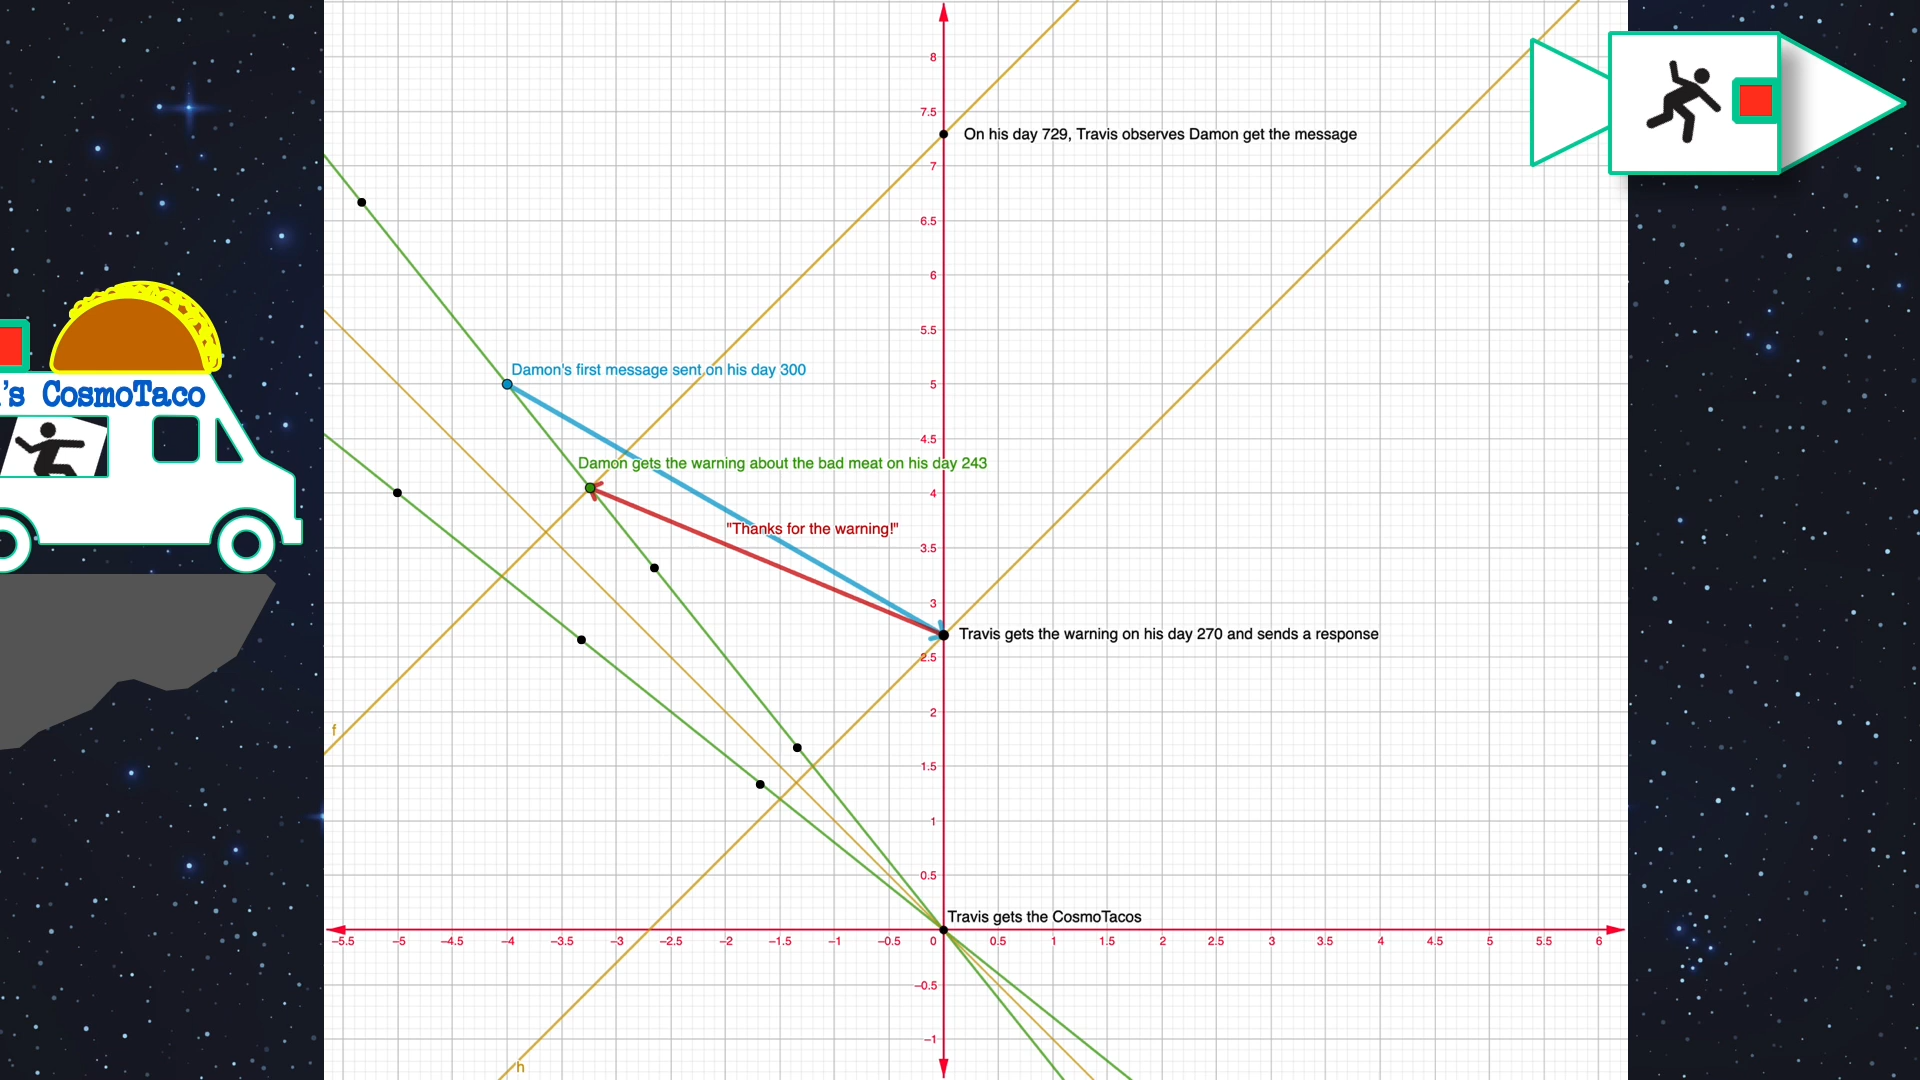 On his day 729, Travis observes Damon get the message
Damon's first message sent on his day 300
Damon gets the warning about the bad meat on his day 243
"Thanks for the warning!"
Travis gets the warning on his day 270 and sends a response
Travis gets the CosmoTacos
's CosmoTaco
f
h
8
7.5
7
6.5
6
5.5
5
4.5
4
3.5
3
2.5
2
1.5
1
0.5
−0.5
−1
−5.5 −5 −4.5 −4 −3.5 −3 −2.5 −2 −1.5 −1 −0.5 0 0.5 1 1.5 2 2.5 3 3.5 4 4.5 5 5.5 6